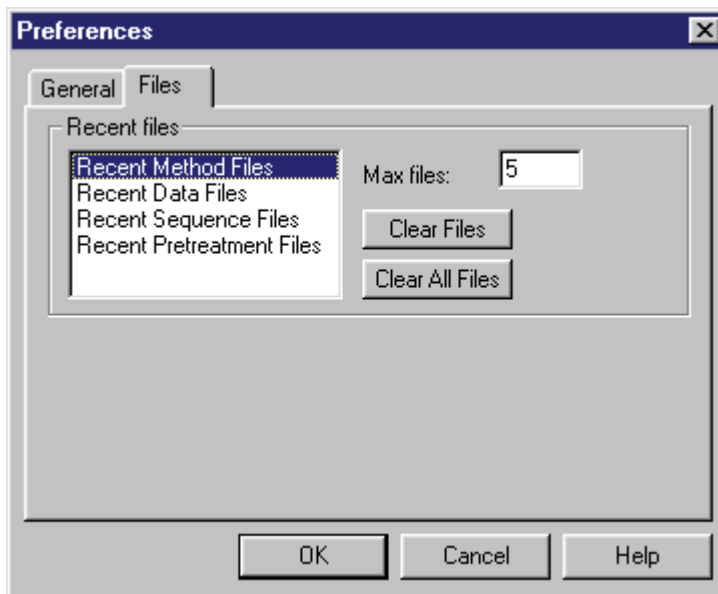 Preferences
General
Files
Recent files
Recent Method Files
Recent Data Files
Recent Sequence Files
Recent Pretreatment Files
Max files:
5
Clear Files
Clear All Files
OK
Cancel
Help